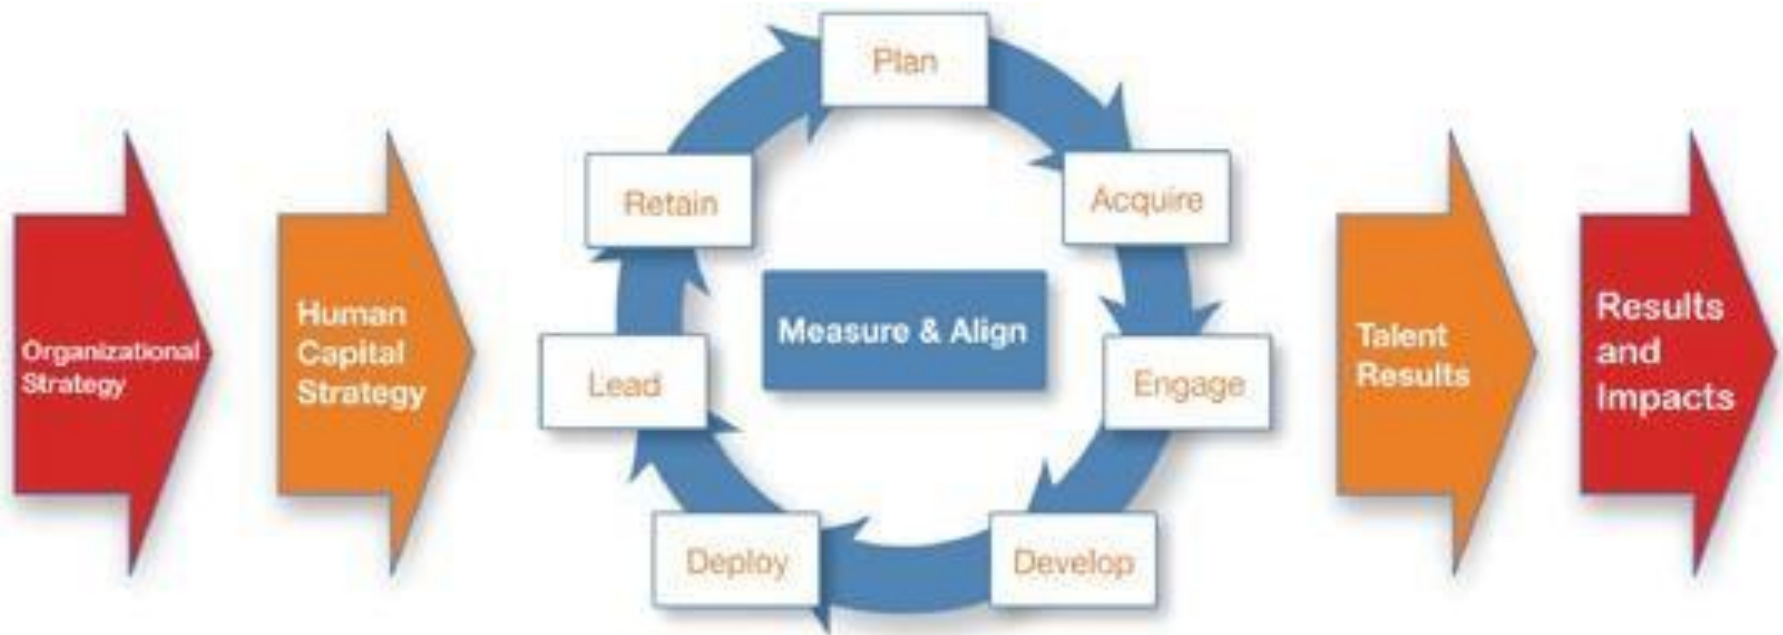 Organizational
Strategy
Human
Capital
Strategy
Plan
Acquire
Engage
Develop
Deploy
Lead
Retain
Measure & Align
Talent
Results
Results
and
Impacts